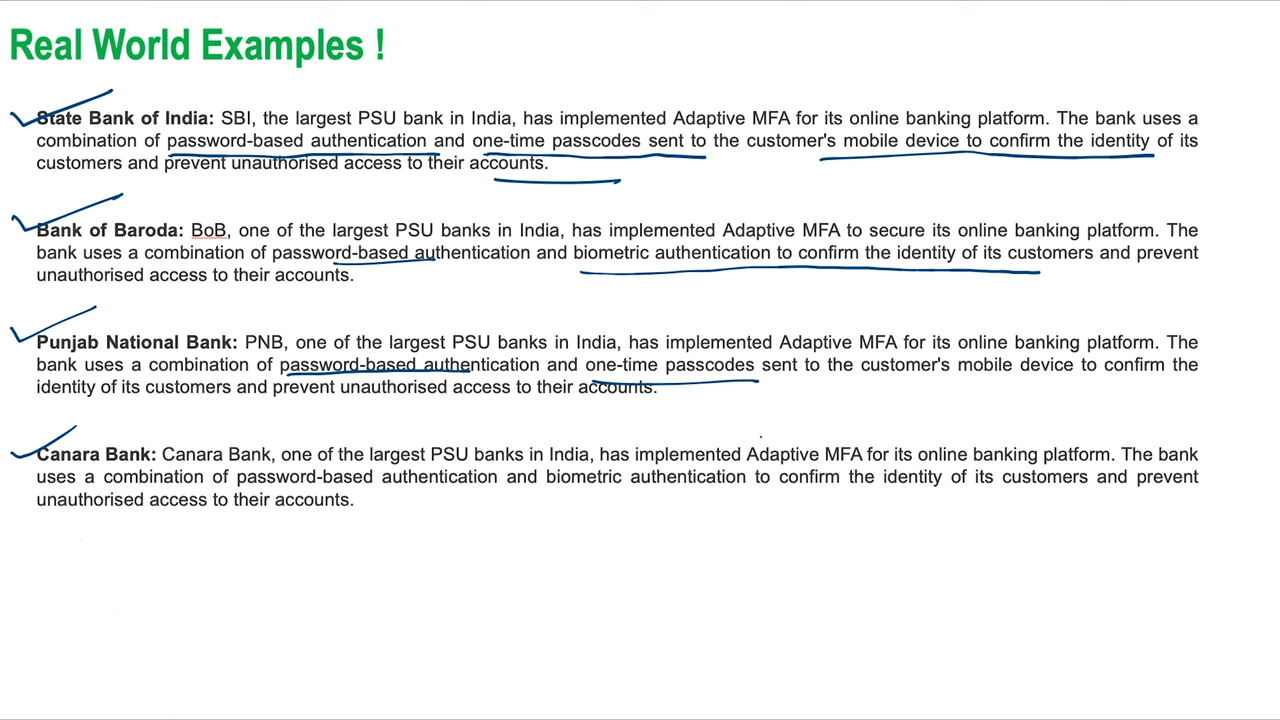 Real World Examples !
State Bank of India: SBI, the largest PSU bank in India, has implemented Adaptive MFA for its online banking platform. The bank uses a
combination of password-based authentication and one-time passcodes sent to the customer's mobile device to confirm the identity of its
customers and prevent unauthorised access to their accounts.
Bank of Baroda: BoB, one of the largest PSU banks in India, has implemented Adaptive MFA to secure its online banking platform. The
bank uses a combination of password-based authentication and biometric authentication to confirm the identity of its customers and prevent
unauthorised access to their accounts.
Punjab National Bank: PNB, one of the largest PSU banks in India, has implemented Adaptive MFA for its online banking platform. The
bank uses a combination of password-based authentication and one-time passcodes sent to the customer's mobile device to confirm the
identity of its customers and prevent unauthorised access to their accounts.
Canara Bank: Canara Bank, one of the largest PSU banks in India, has implemented Adaptive MFA for its online banking platform. The bank
uses a combination of password-based authentication and biometric authentication to confirm the identity of its customers and prevent
unauthorised access to their accounts.